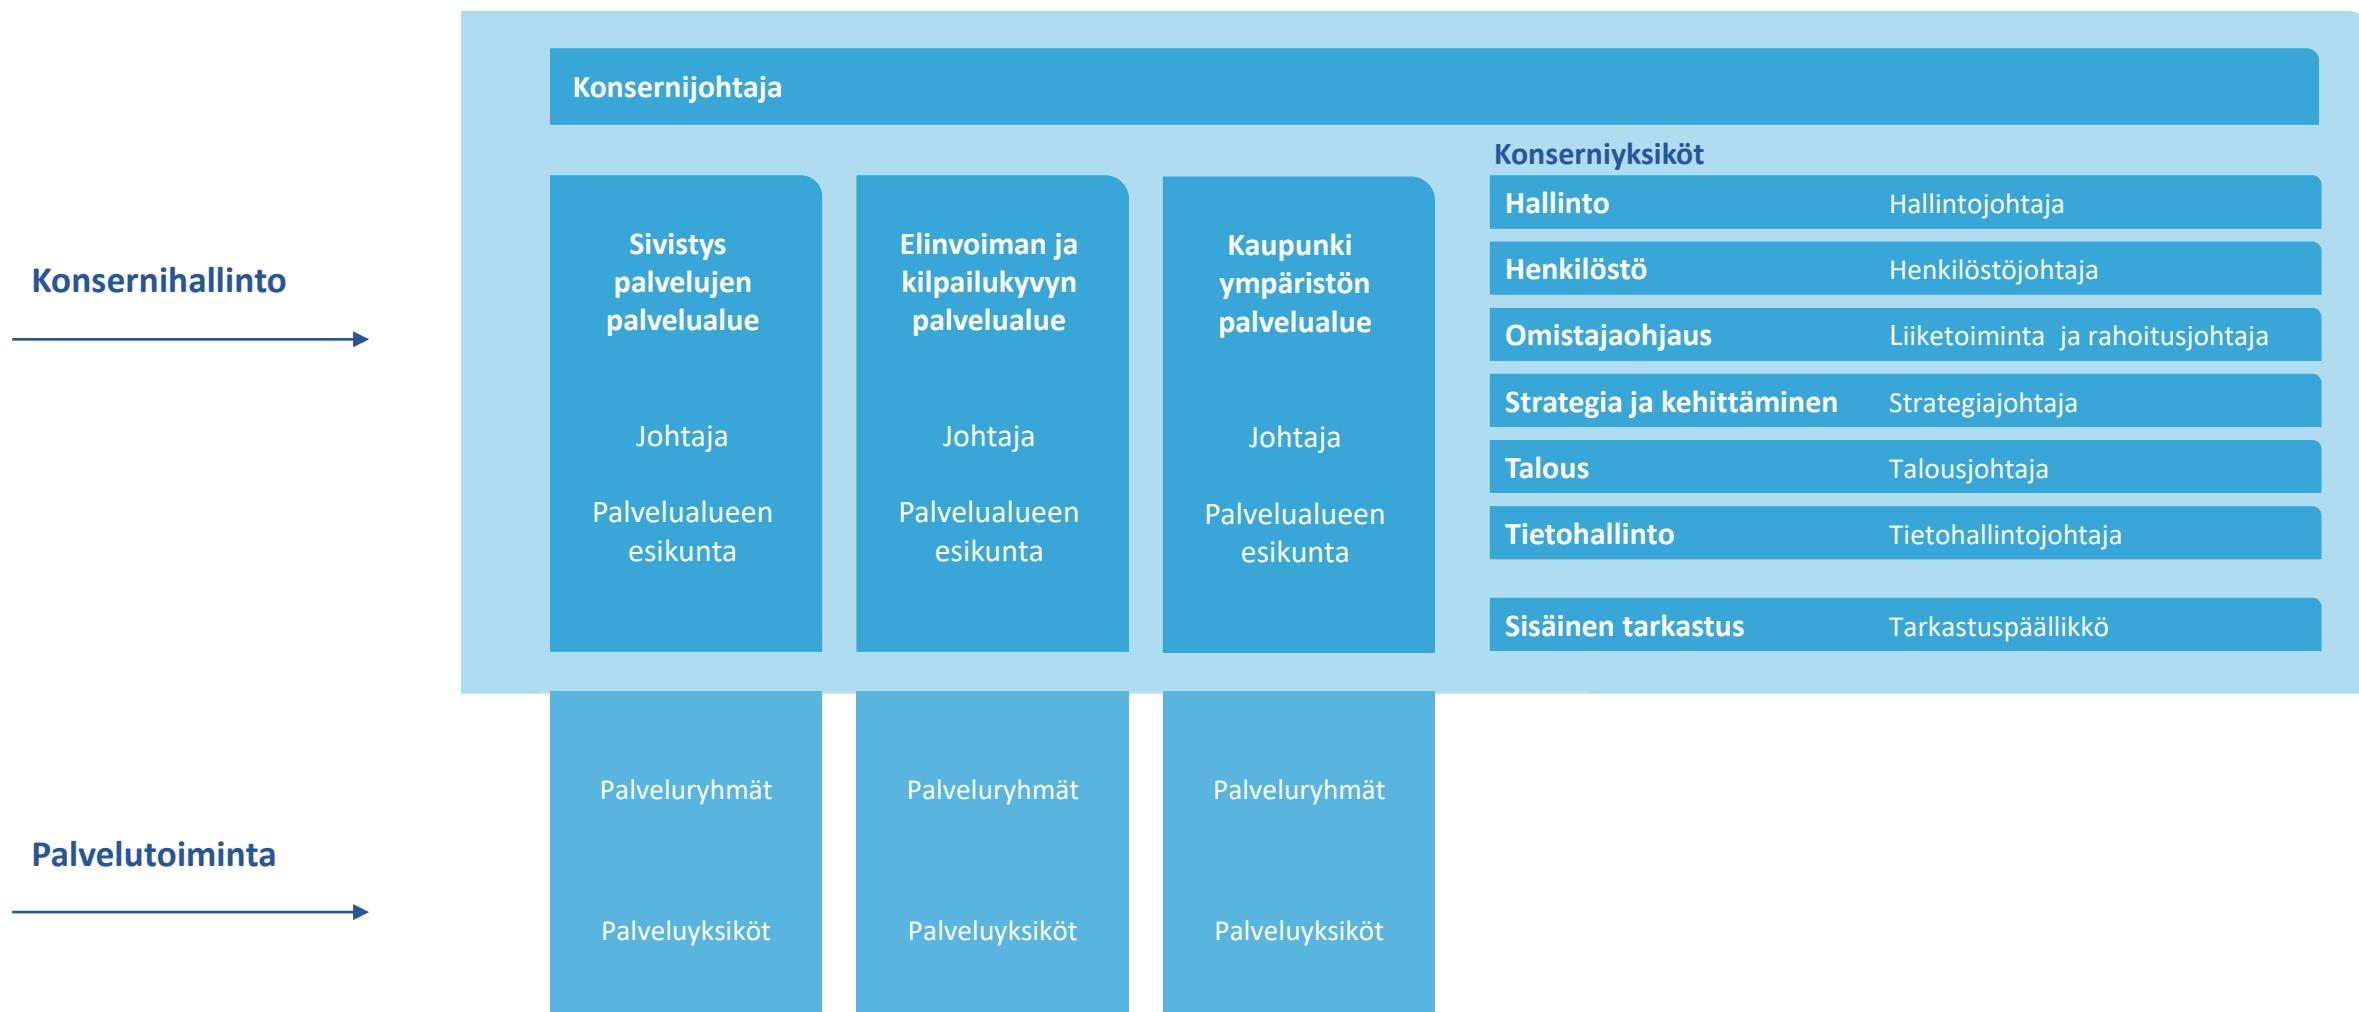 Konsernijohtaja
Konsernihallinto
Sivistys
palvelujen
palvelualue
Johtaja
Palvelualueen
esikunta
Elinvoiman ja
kilpailukyvyn
palvelualue
Johtaja
Palvelualueen
esikunta
Kaupunki
ympäristön
palvelualue
Johtaja
Palvelualueen
esikunta
Konserniyksiköt
Hallinto Hallintojohtaja
Henkilöstö Henkilöstöjohtaja
Omistajaohjaus Liiketoiminta ja rahoitusjohtaja
Strategia ja kehittäminen Strategiajohtaja
Talous Talousjohtaja
Tietohallinto Tietohallintojohtaja
Sisäinen tarkastus Tarkastuspäällikkö
Palvelutoiminta
Palveluryhmät Palveluryhmät Palveluryhmät
Palveluyksiköt Palveluyksiköt Palveluyksiköt